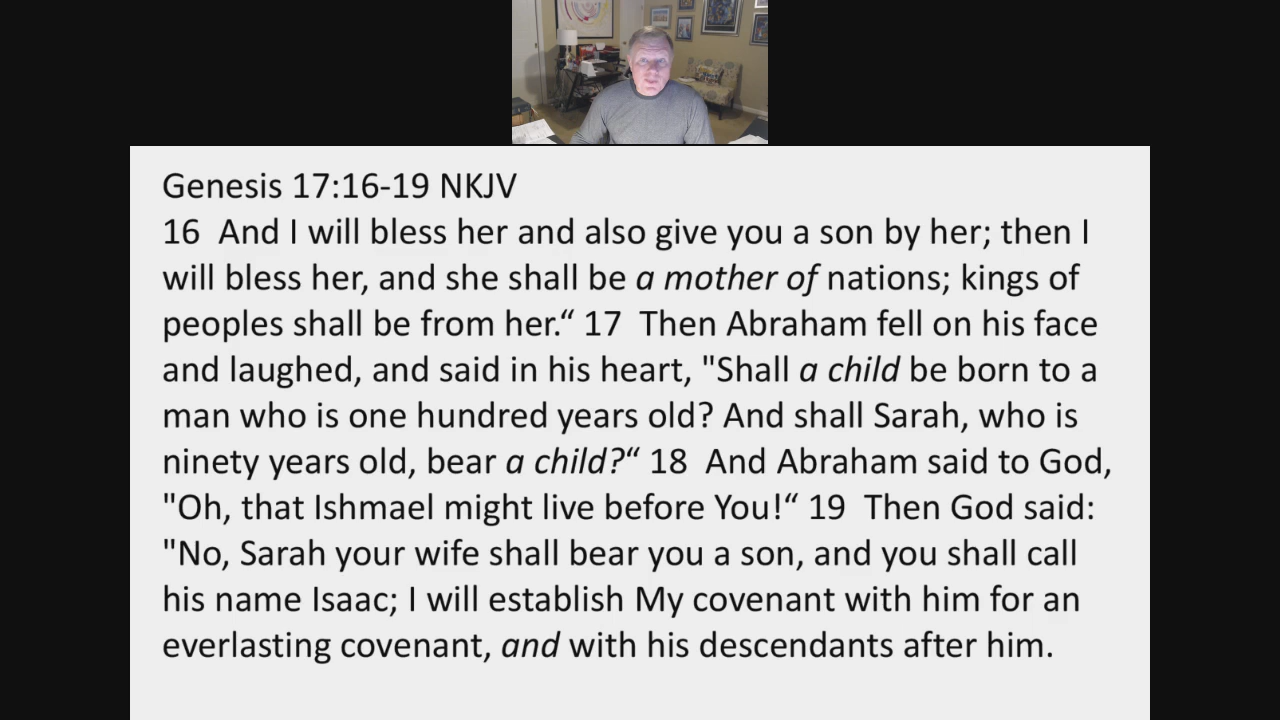 Genesis 17:16-19 NKJV
16  And I will bless her and also give you a son by her; then I
will bless her, and she shall be a mother of nations; kings of
peoples shall be from her.“ 17  Then Abraham fell on his face
and laughed, and said in his heart, "Shall a child be born to a
man who is one hundred years old? And shall Sarah, who is
ninety years old, bear a child?“ 18  And Abraham said to God,
"Oh, that Ishmael might live before You!“ 19  Then God said:
"No, Sarah your wife shall bear you a son, and you shall call
his name Isaac; I will establish My covenant with him for an
everlasting covenant, and with his descendants after him.